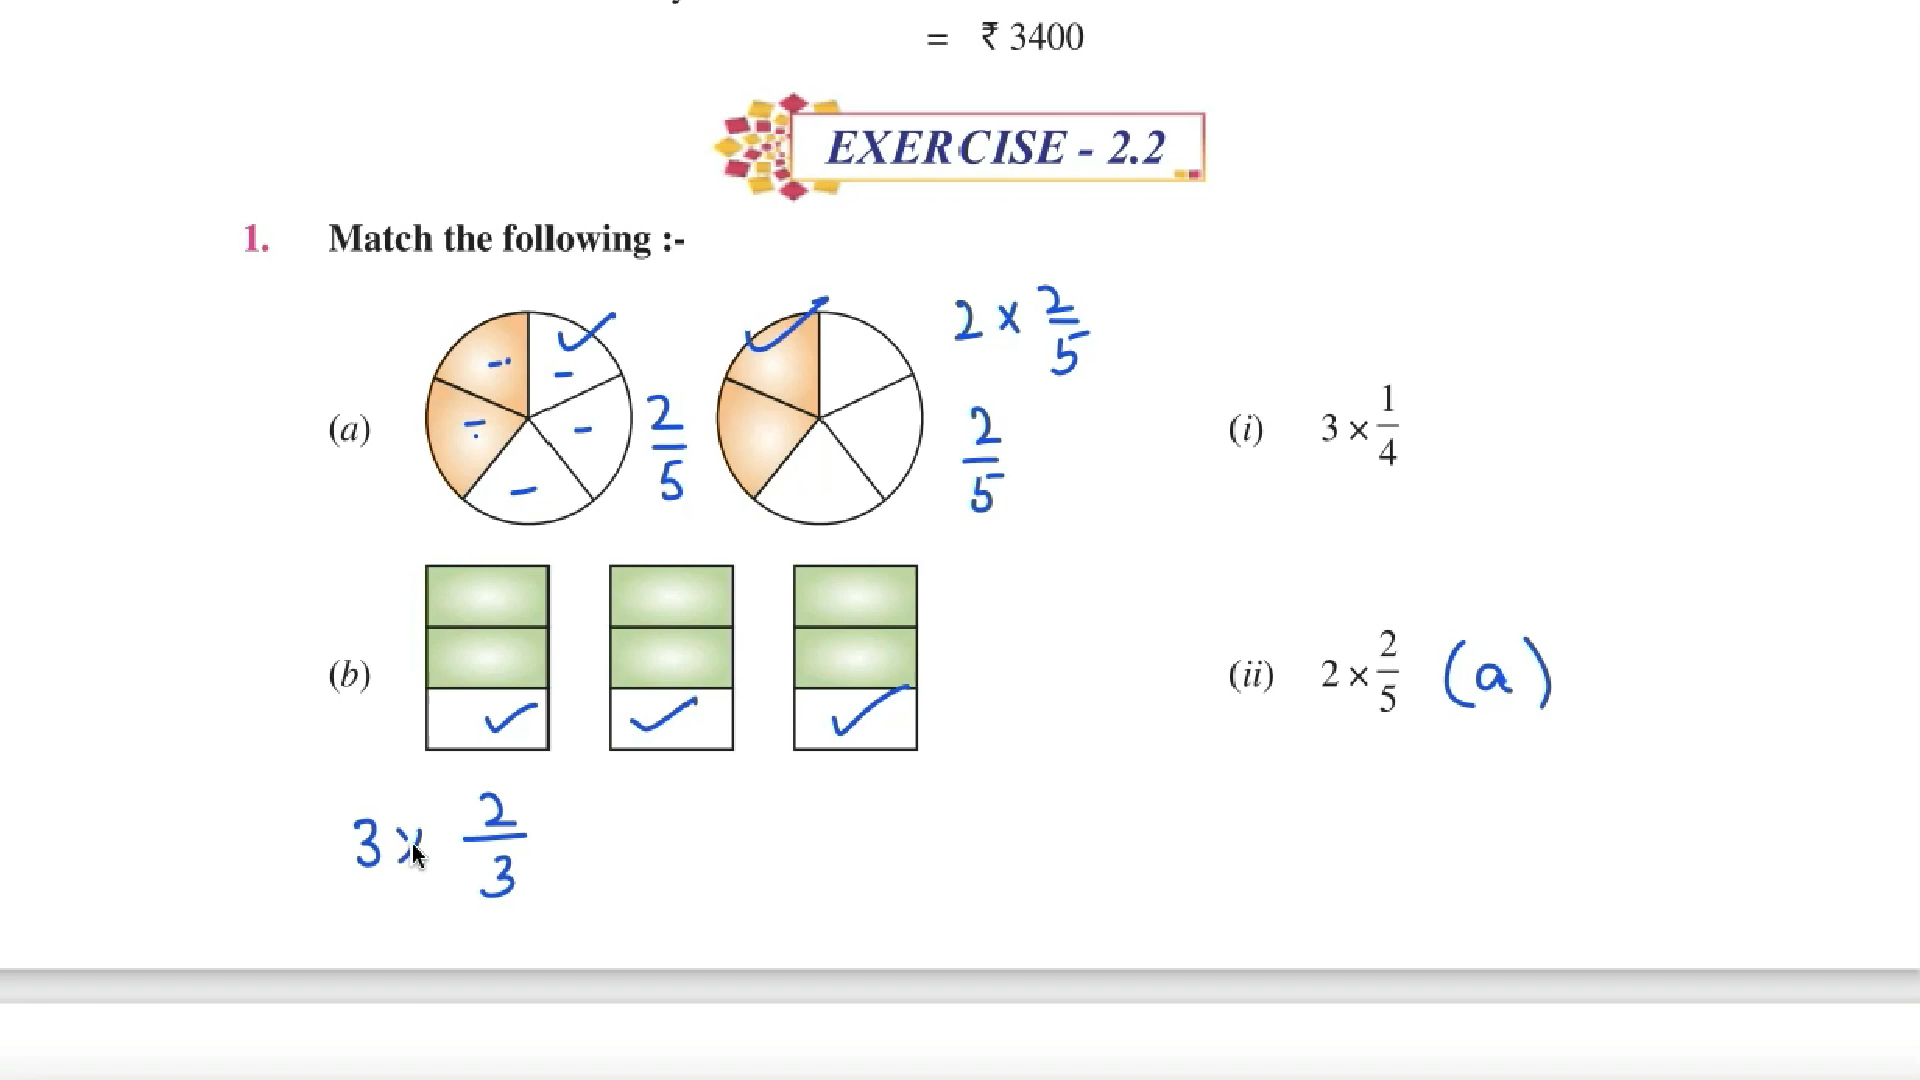 = ₹ 3400
EXERCISE - 2.2
1. Match the following :-
2 × 2/5
(a) 2/5 2/5 (i) 3 × 1/4
(b) (ii) 2 × 2/5 (a)
3 × 2/3